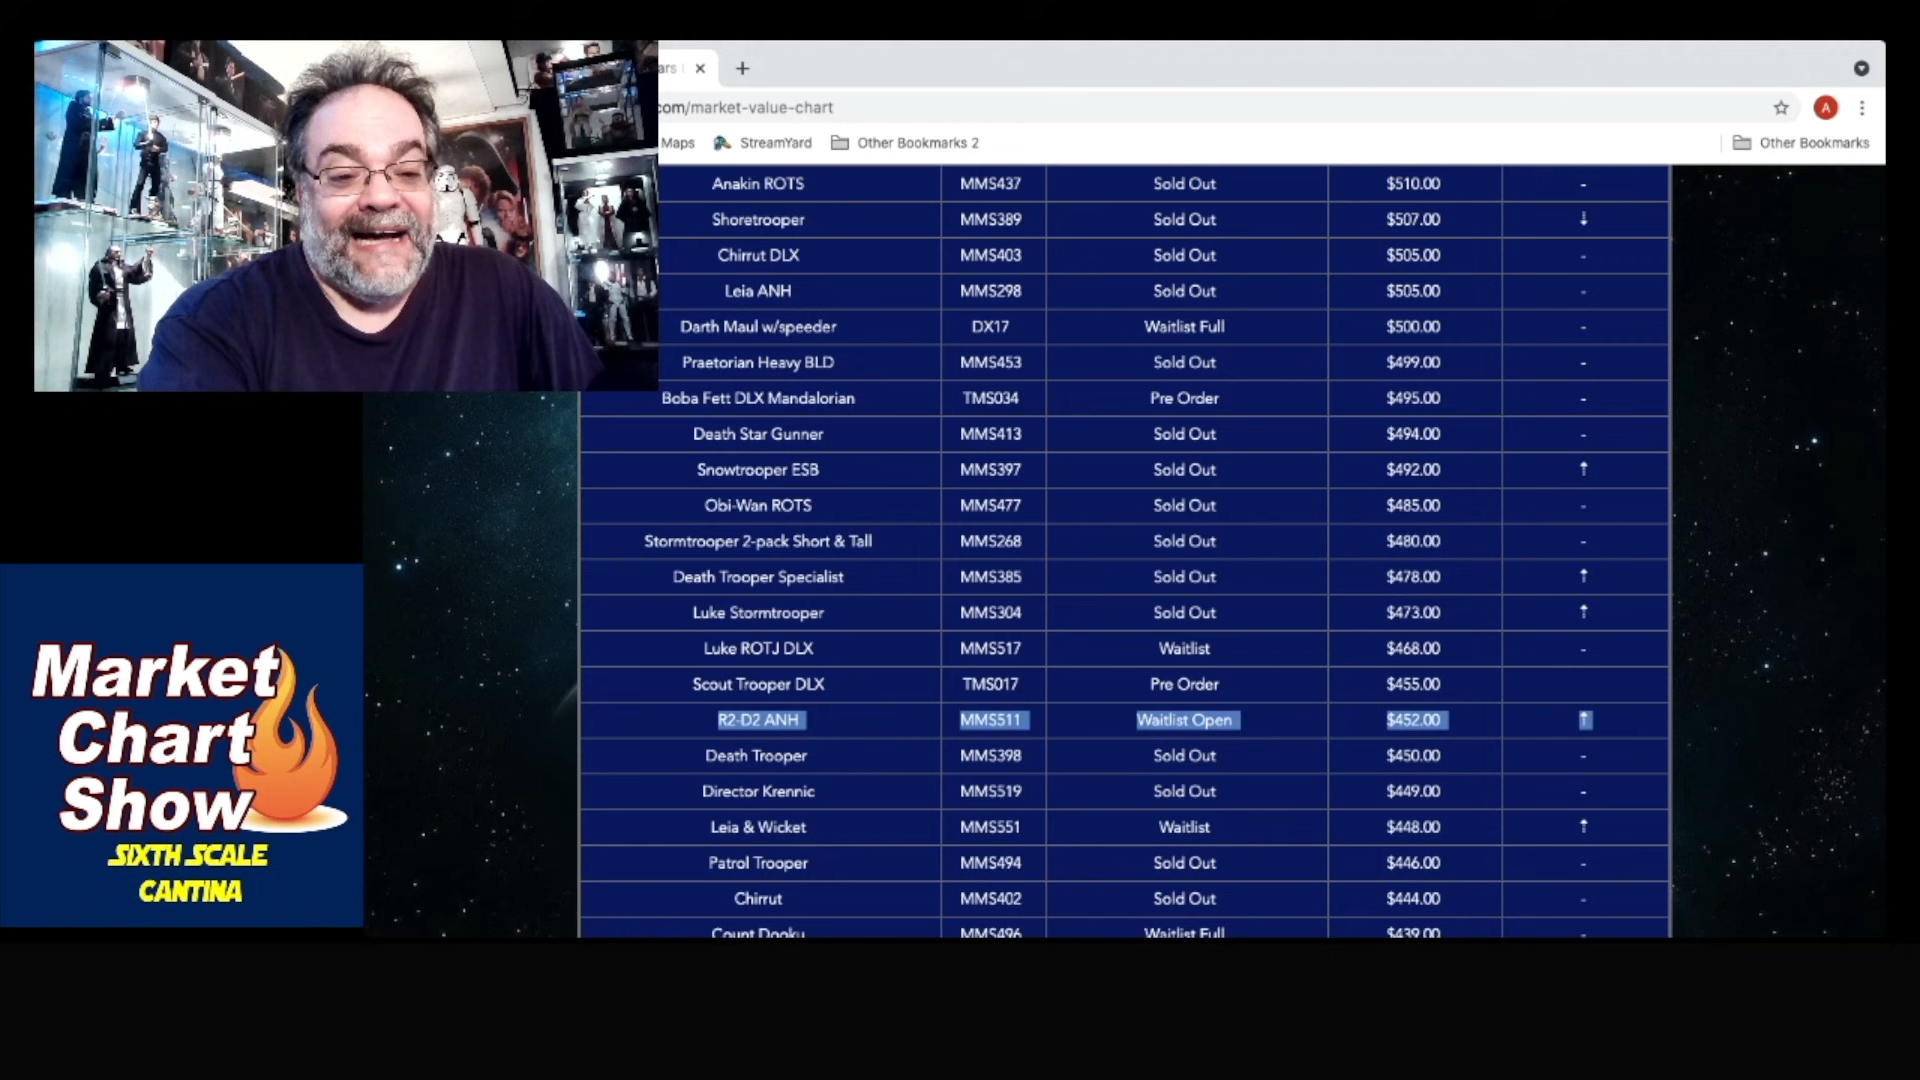 ars
com/market-value-chart
A
Maps StreamYard Other Bookmarks 2 Other Bookmarks
Anakin ROTS MMS437 Sold Out $510.00 -
Shoretrooper MMS389 Sold Out $507.00 ↓
Chirrut DLX MMS403 Sold Out $505.00 -
Leia ANH MMS298 Sold Out $505.00 -
Darth Maul w/speeder DX17 Waitlist Full $500.00 -
Praetorian Heavy BLD MMS453 Sold Out $499.00 -
Boba Fett DLX Mandalorian TMS034 Pre Order $495.00 -
Death Star Gunner MMS413 Sold Out $494.00 -
Snowtrooper ESB MMS397 Sold Out $492.00 ↑
Obi-Wan ROTS MMS477 Sold Out $485.00 -
Stormtrooper 2-pack Short & Tall MMS268 Sold Out $480.00 -
Death Trooper Specialist MMS385 Sold Out $478.00 ↑
Luke Stormtrooper MMS304 Sold Out $473.00 ↑
Luke ROTJ DLX MMS517 Waitlist $468.00 -
Scout Trooper DLX TMS017 Pre Order $455.00
R2-D2 ANH MMS511 Waitlist Open $452.00 ↑
Death Trooper MMS398 Sold Out $450.00 -
Director Krennic MMS519 Sold Out $449.00 -
Leia & Wicket MMS551 Waitlist $448.00 ↑
Patrol Trooper MMS494 Sold Out $446.00 -
Chirrut MMS402 Sold Out $444.00 -
Count Dooku MMS496 Waitlist Full $439.00 -
Market
Chart
Show
SIXTH SCALE
CANTINA